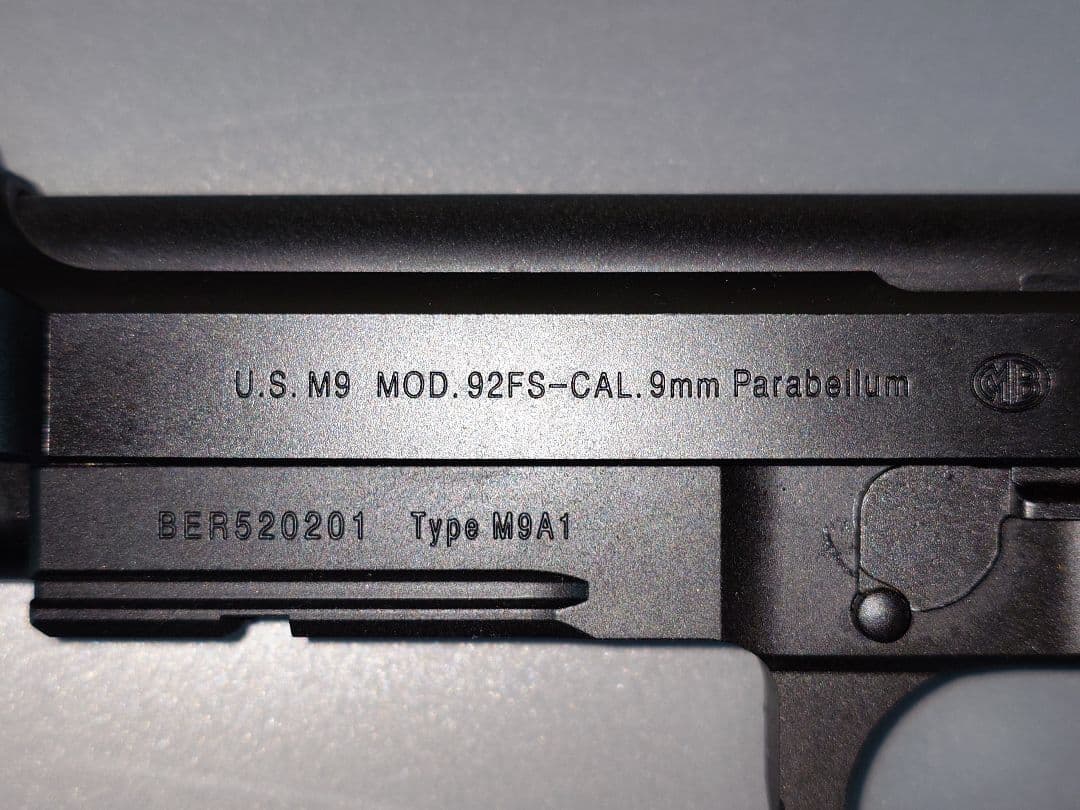 U.S. M9 MOD. 92FS-CAL. 9mm Parabellum
BER520201 Type M9A1